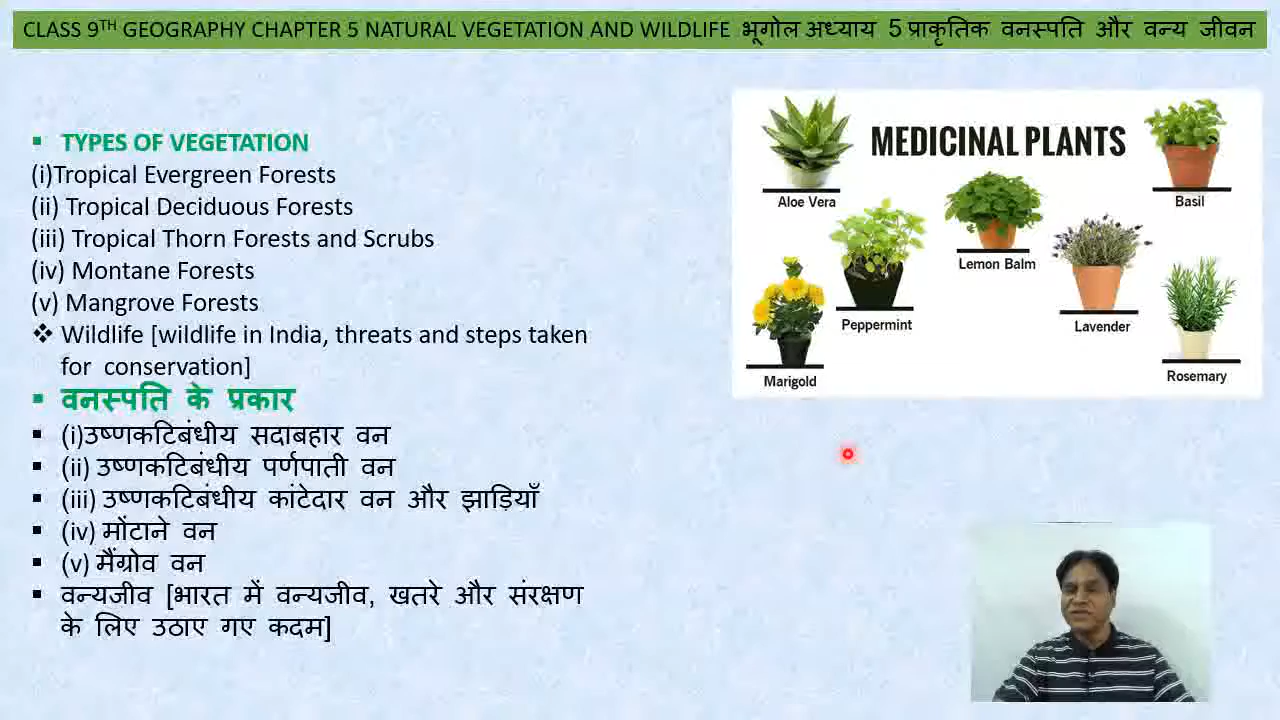 CLASS 9TH GEOGRAPHY CHAPTER 5 NATURAL VEGETATION AND WILDLIFE भूगोल अध्याय 5 प्राकृतिक वनस्पति और वन्य जीवन
▪ TYPES OF VEGETATION
(i)Tropical Evergreen Forests
(ii) Tropical Deciduous Forests
(iii) Tropical Thorn Forests and Scrubs
(iv) Montane Forests
(v) Mangrove Forests
❖ Wildlife [wildlife in India, threats and steps taken
for conservation]
▪ वनस्पति के प्रकार
▪ (i)उष्णकटिबंधीय सदाबहार वन
▪ (ii) उष्णकटिबंधीय पर्णपाती वन
▪ (iii) उष्णकटिबंधीय कांटेदार वन और झाड़ियाँ
▪ (iv) मोंटाने वन
▪ (v) मैंग्रोव वन
▪ वन्यजीव [भारत में वन्यजीव, खतरे और संरक्षण
के लिए उठाए गए कदम]
MEDICINAL PLANTS
Aloe Vera
Basil
Lemon Balm
Peppermint
Lavender
Marigold
Rosemary